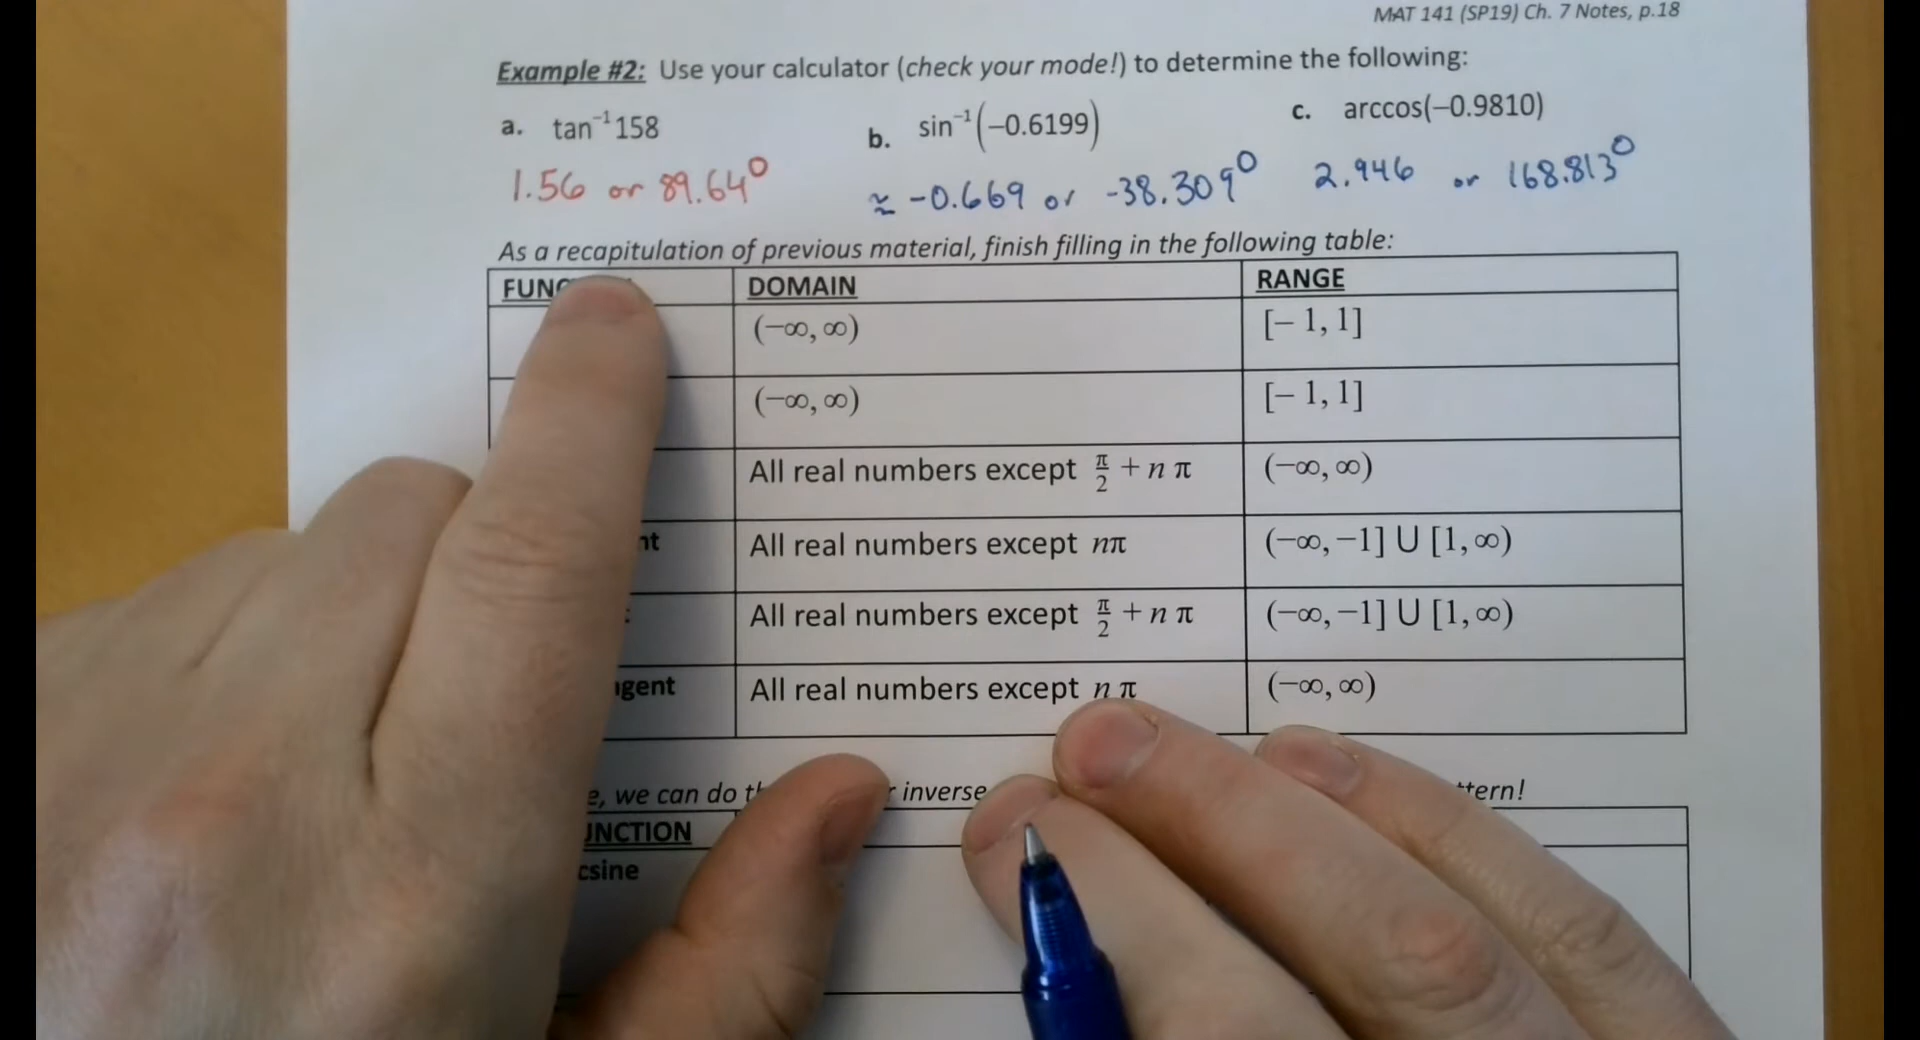 MAT 141 (SP19) Ch. 7 Notes, p.18
Example #2: Use your calculator (check your mode!) to determine the following:
a. tan⁻¹158 b. sin⁻¹(−0.6199) c. arccos(−0.9810)
1.56 or 89.64° ≈ -0.669 or -38.309° 2.946 or 168.813°
As a recapitulation of previous material, finish filling in the following table:
FUNC DOMAIN RANGE
(−∞, ∞) [− 1, 1]
(−∞, ∞) [− 1, 1]
All real numbers except π/2 + n π (−∞, ∞)
nt All real numbers except nπ (−∞, −1] ∪ [1, ∞)
All real numbers except π/2 + n π (−∞, −1] ∪ [1, ∞)
gent All real numbers except n π (−∞, ∞)
e, we can do inverse tern!
UNCTION
csine